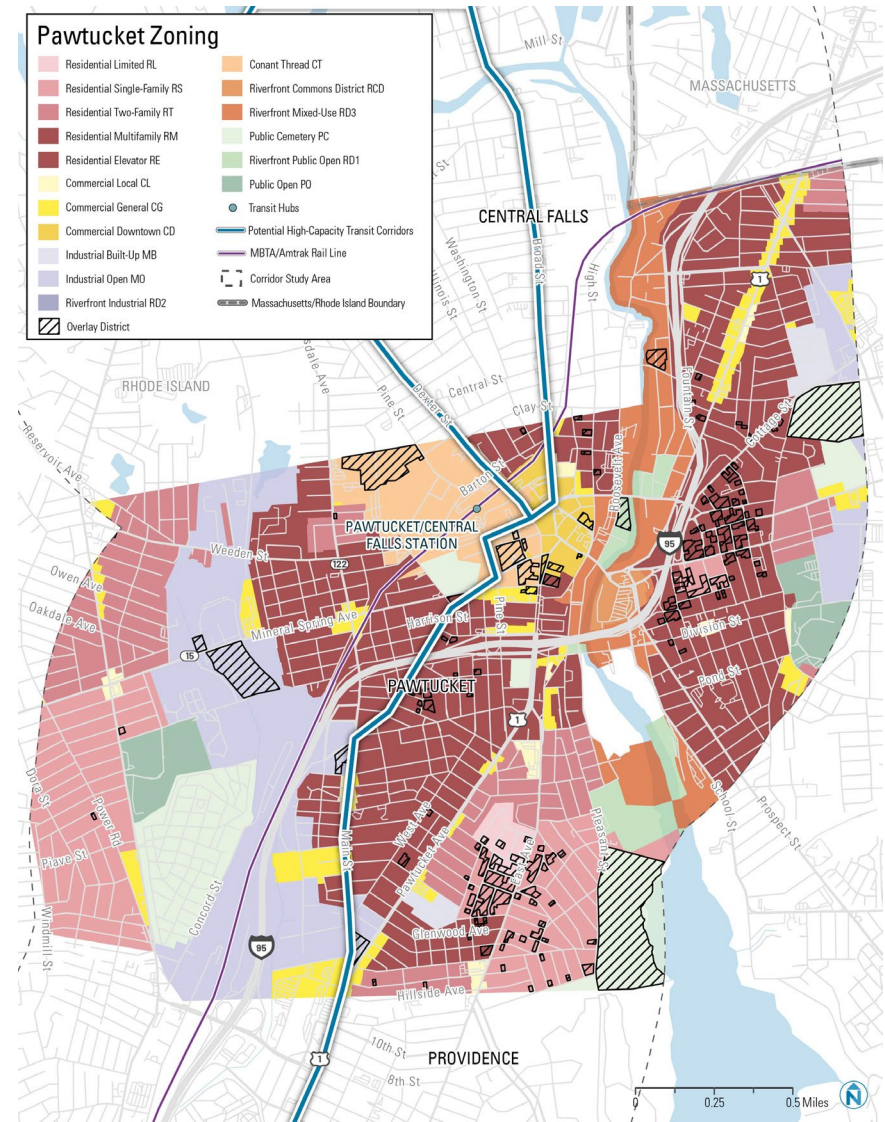 Pawtucket Zoning
Residential Limited RL
Residential Single-Family RS
Residential Two-Family RT
Residential Multifamily RM
Residential Elevator RE
Commercial Local CL
Commercial General CG
Commercial Downtown CD
Industrial Built-Up MB
Industrial Open MO
Riverfront Industrial RD2
Overlay District
Conant Thread CT
Riverfront Commons District RCD
Riverfront Mixed-Use RD3
Public Cemetery PC
Riverfront Public Open RD1
Public Open PO
Transit Hubs
Potential High-Capacity Transit Corridors
MBTA/Amtrak Rail Line
Corridor Study Area
Massachusetts/Rhode Island Boundary
Mill St
MASSACHUSETTS
St
CENTRAL FALLS
Washington St
Illinois St
Broad St
High St
1
RHODE ISLAND
Pine St
Dexter St
Central St
Clay St
Fountain St
Cottage St
Reservoir Ave
Barton St
Roosevelt Ave
PAWTUCKET/CENTRAL
FALLS STATION
95
Weeden St
122
Owen Ave
Oakdale Ave
Mineral Spring Ave
Harrison St
Pine St
Division St
15
Pond St
PAWTUCKET
1
Dora St
Power Rd
Main St
West Ave
Pawtucket Ave
East Ave
Pleasant St
School St
Prospect St
Piave St
Concord St
Windmill St
Glenwood Ave
95
Hillside Ave
10th St
8th St
1
PROVIDENCE
0
0.25
0.5 Miles
N